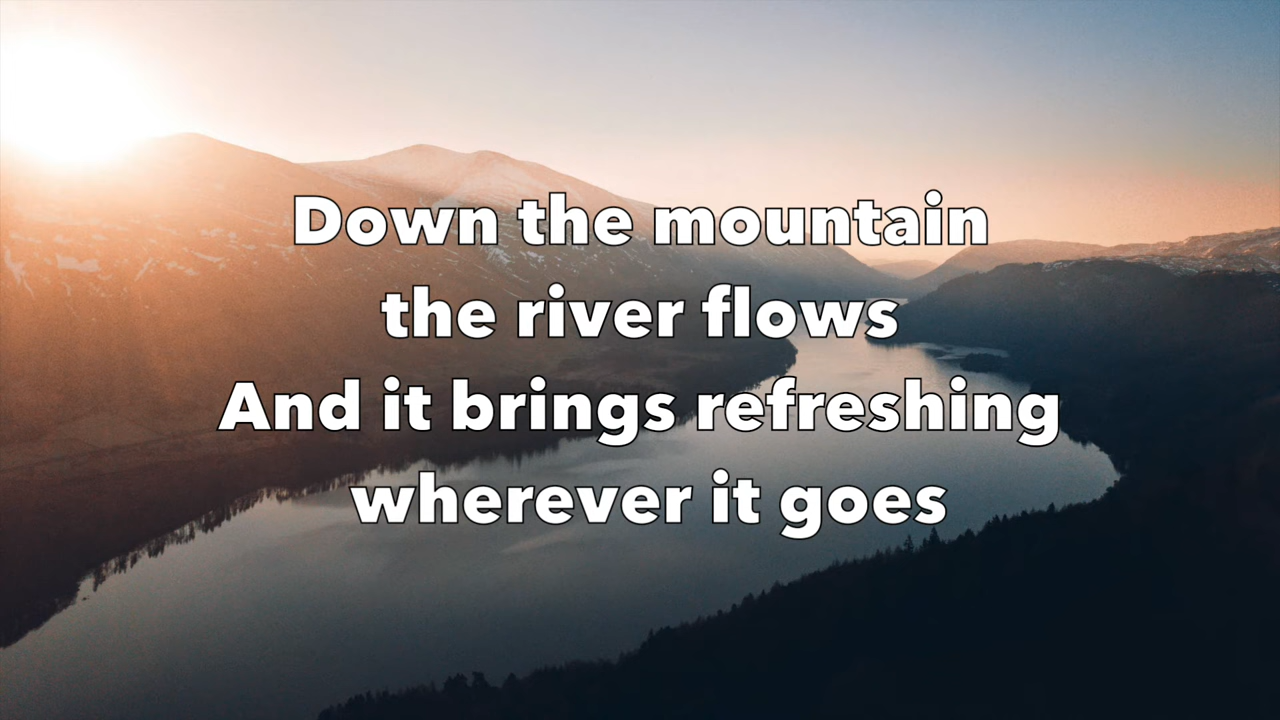 Down the mountain
the river flows
And it brings refreshing
wherever it goes